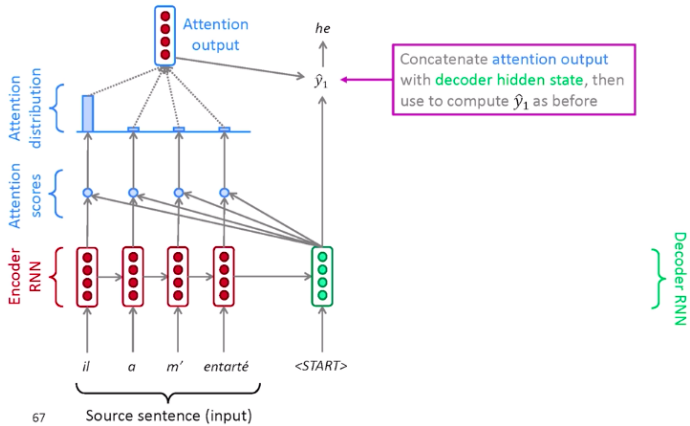 Attention
output
he
ŷ₁
Concatenate attention output
with decoder hidden state, then
use to compute ŷ₁ as before
Attention
distribution
Attention
scores
Encoder
RNN
Decoder RNN
il
a
m’
entarté
<START>
Source sentence (input)
67